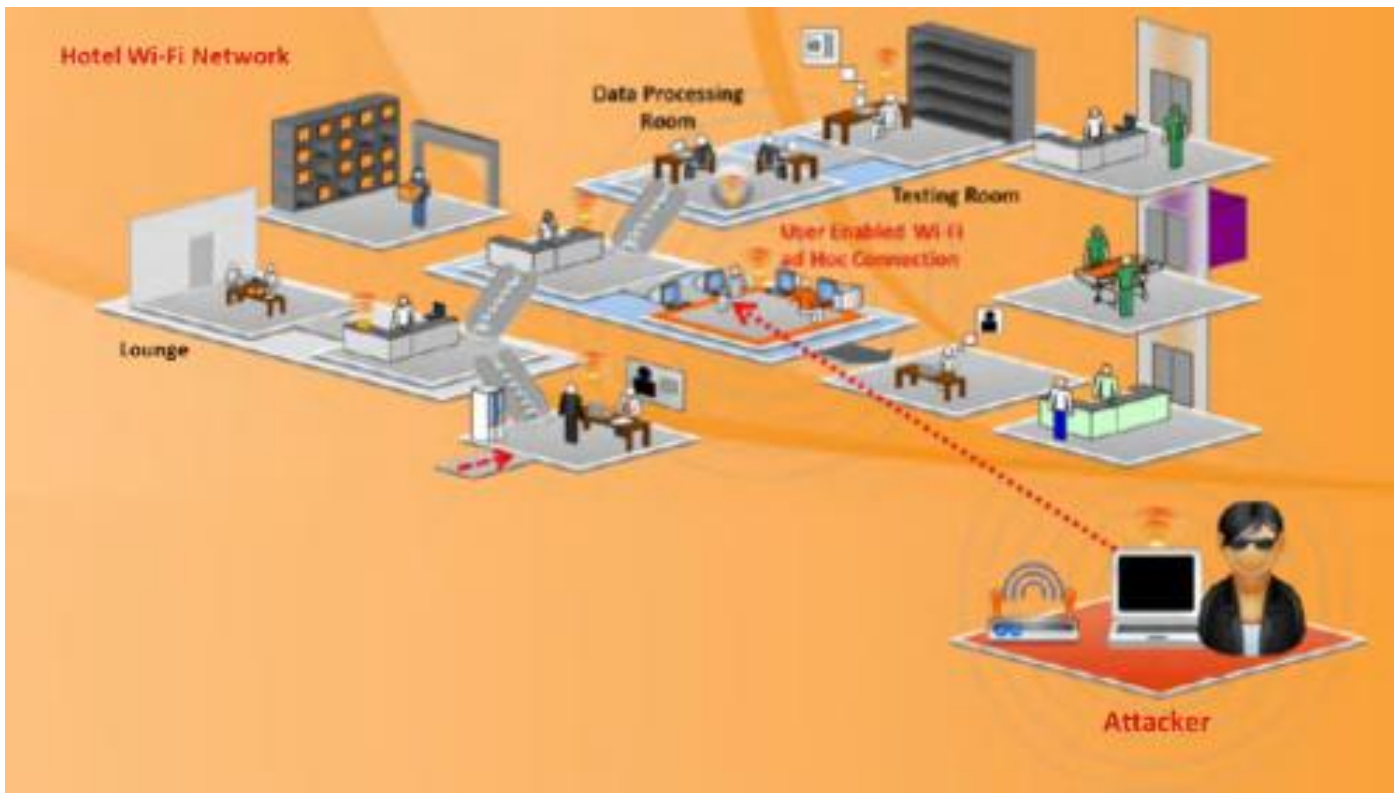 Hotel Wi-Fi Network
Data Processing
Room
Testing Room
User Enabled Wi-Fi
ad Hoc Connection
Lounge
Attacker